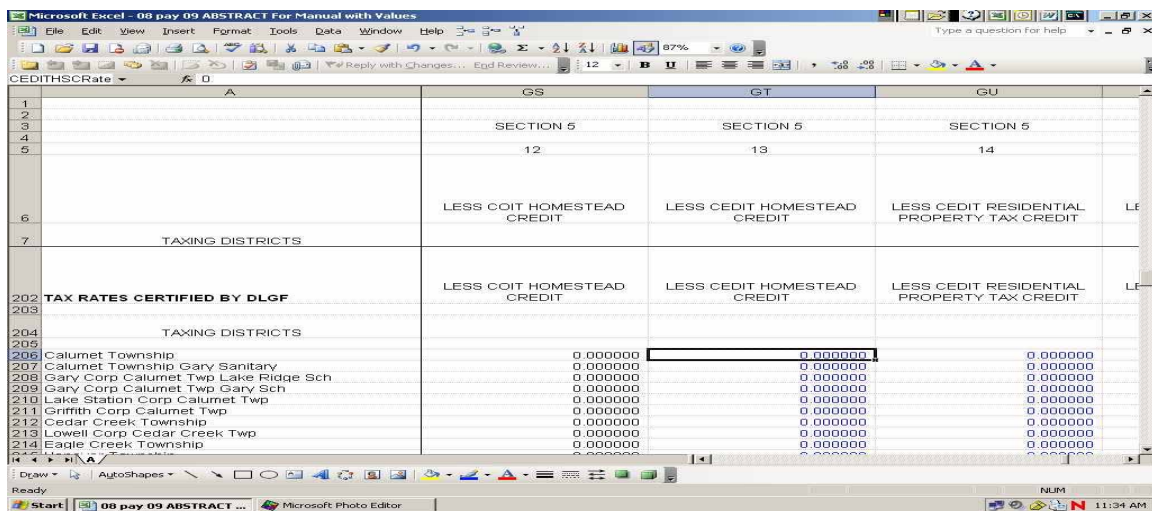 Microsoft Excel - 08 pay 09 ABSTRACT For Manual with Values
File Edit View Insert Format Tools Data Window Help
Type a question for help
87%
Reply with Changes... End Review...
12 B U
CEDITHSCRate fx 0
A GS GT GU
1
2
3 SECTION 5 SECTION 5 SECTION 5
4
5 12 13 14
LESS COIT HOMESTEAD LESS CEDIT HOMESTEAD LESS CEDIT RESIDENTIAL LE
6 CREDIT CREDIT PROPERTY TAX CREDIT
7 TAXING DISTRICTS
LESS COIT HOMESTEAD LESS CEDIT HOMESTEAD LESS CEDIT RESIDENTIAL LE
202 TAX RATES CERTIFIED BY DLGF CREDIT CREDIT PROPERTY TAX CREDIT
203
204 TAXING DISTRICTS
205
206 Calumet Township 0.000000 0.000000 0.000000
207 Calumet Township Gary Sanitary 0.000000 0.000000 0.000000
208 Gary Corp Calumet Twp Lake Ridge Sch 0.000000 0.000000 0.000000
209 Gary Corp Calumet Twp Gary Sch 0.000000 0.000000 0.000000
210 Lake Station Corp Calumet Twp 0.000000 0.000000 0.000000
211 Griffith Corp Calumet Twp 0.000000 0.000000 0.000000
212 Cedar Creek Township 0.000000 0.000000 0.000000
213 Lowell Corp Cedar Creek Twp 0.000000 0.000000 0.000000
214 Eagle Creek Township 0.000000 0.000000 0.000000
A
Draw AutoShapes
Ready NUM
Start 08 pay 09 ABSTRACT ... Microsoft Photo Editor 11:34 AM